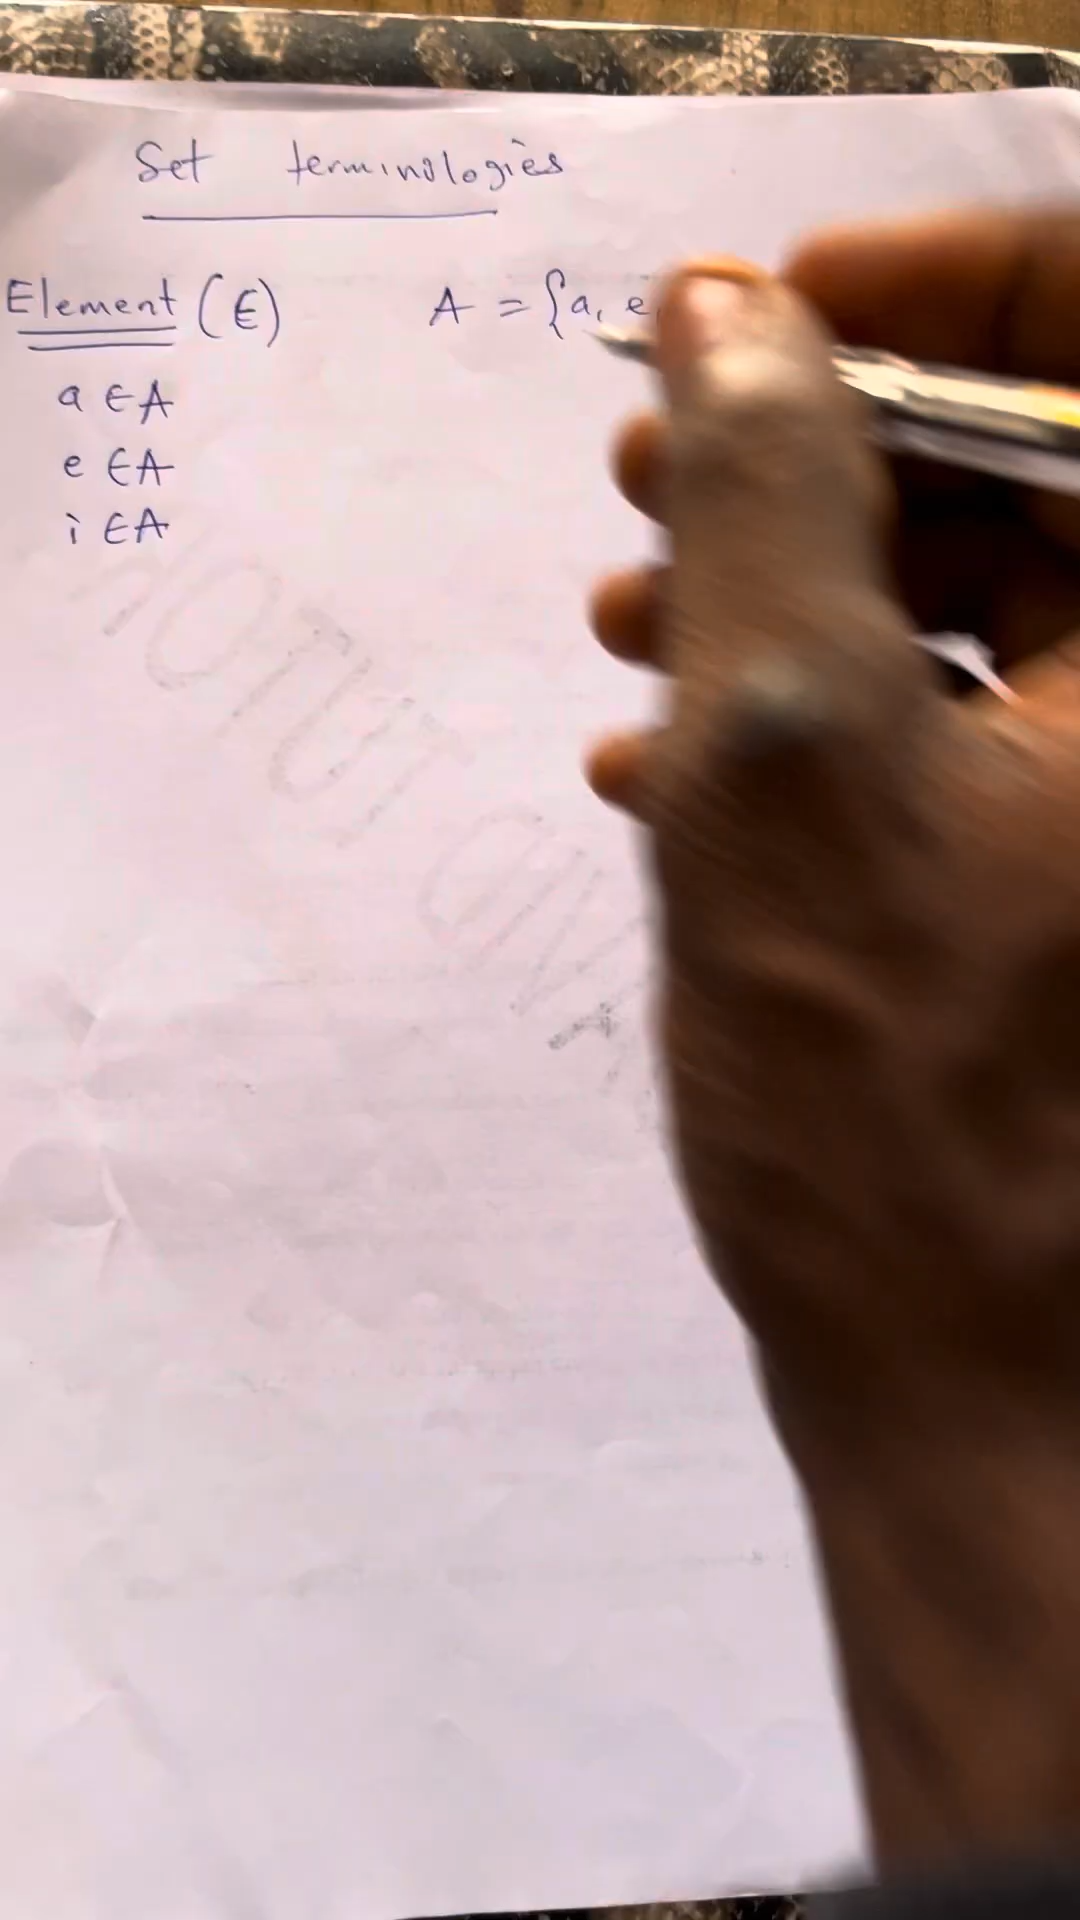 Set terminologies
Element (∈) A = {a, e,
a ∈ A
e ∈ A
i ∈ A